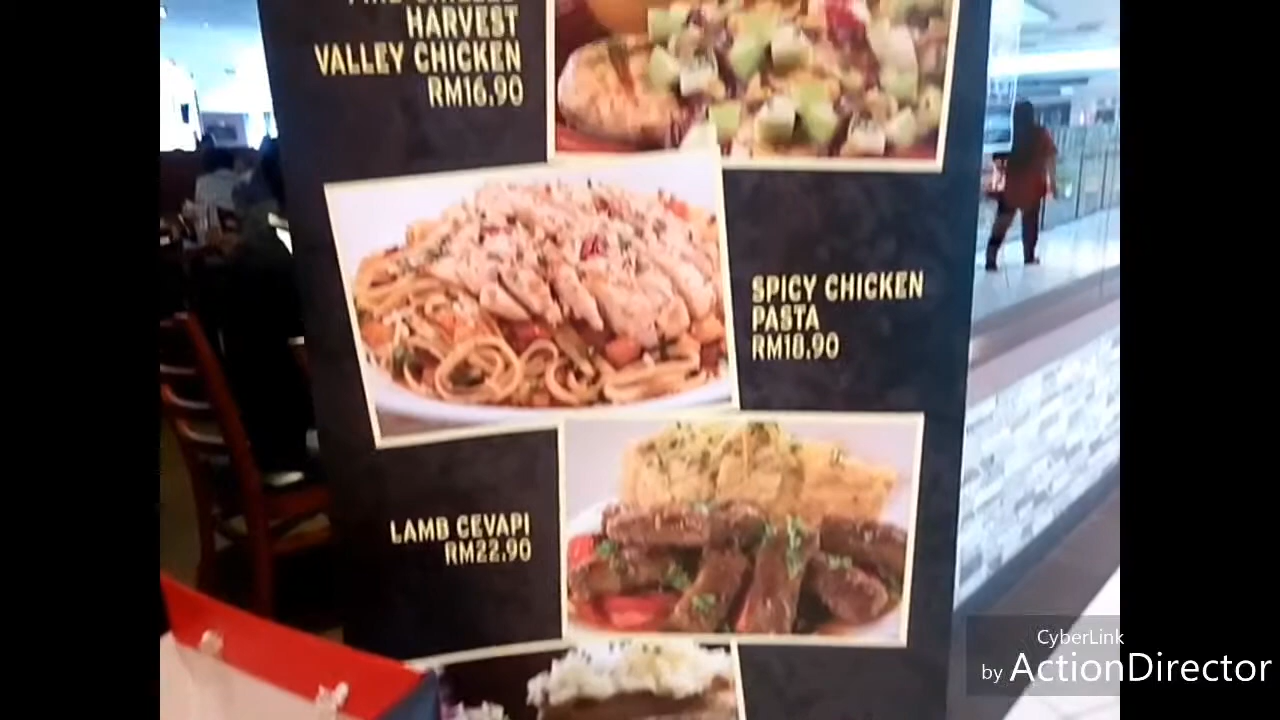 HARVEST
VALLEY CHICKEN
RM16.90
SPICY CHICKEN
PASTA
RM18.90
LAMB CEVAPI
RM22.90
CyberLink
by ActionDirector